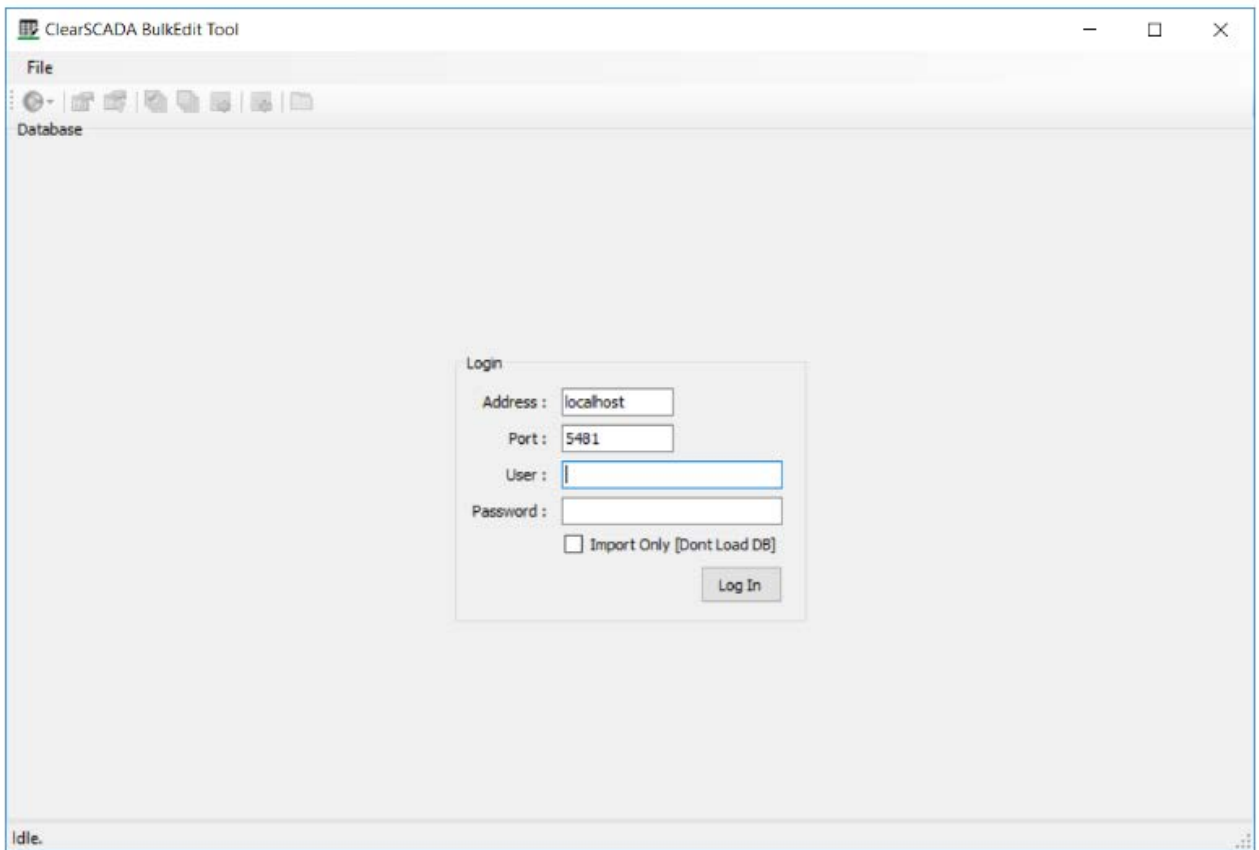 ClearSCADA BulkEdit Tool
File
Database
Login
Address : localhost
Port : 5481
User :
Password :
Import Only [Dont Load DB]
Log In
Idle.